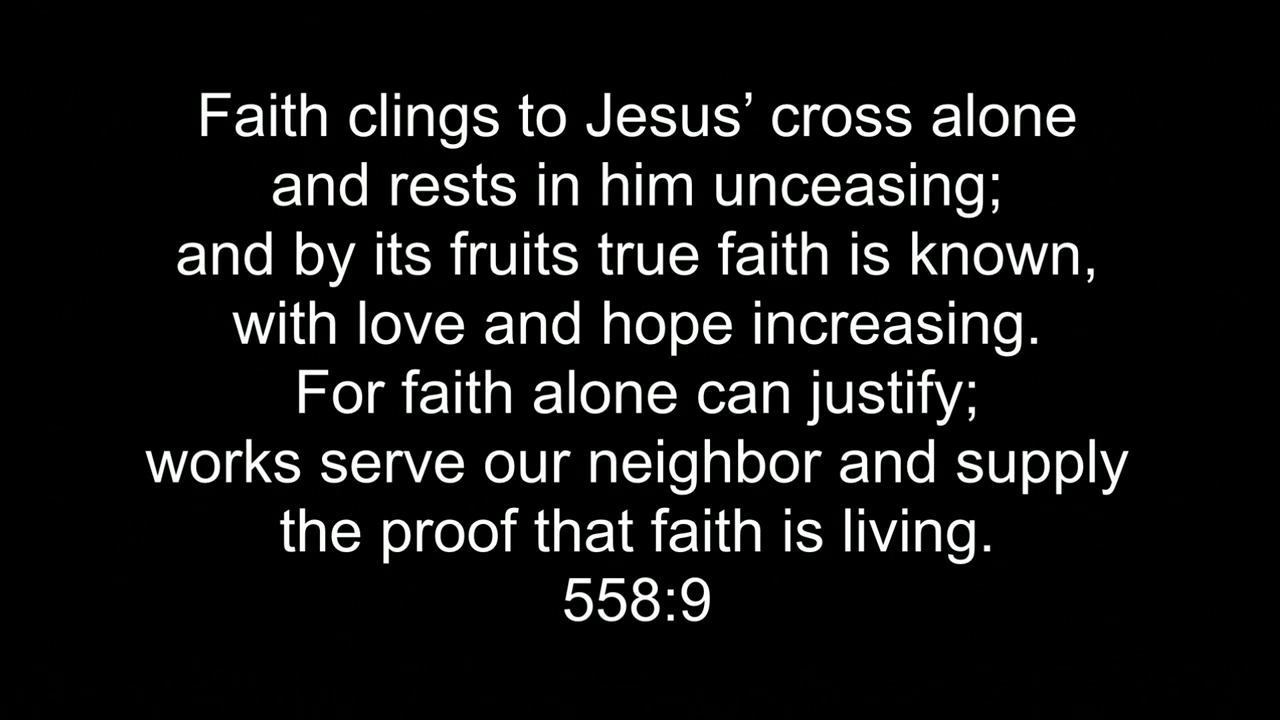 Faith clings to Jesus’ cross alone
and rests in him unceasing;
and by its fruits true faith is known,
with love and hope increasing.
For faith alone can justify;
works serve our neighbor and supply
the proof that faith is living.
558:9